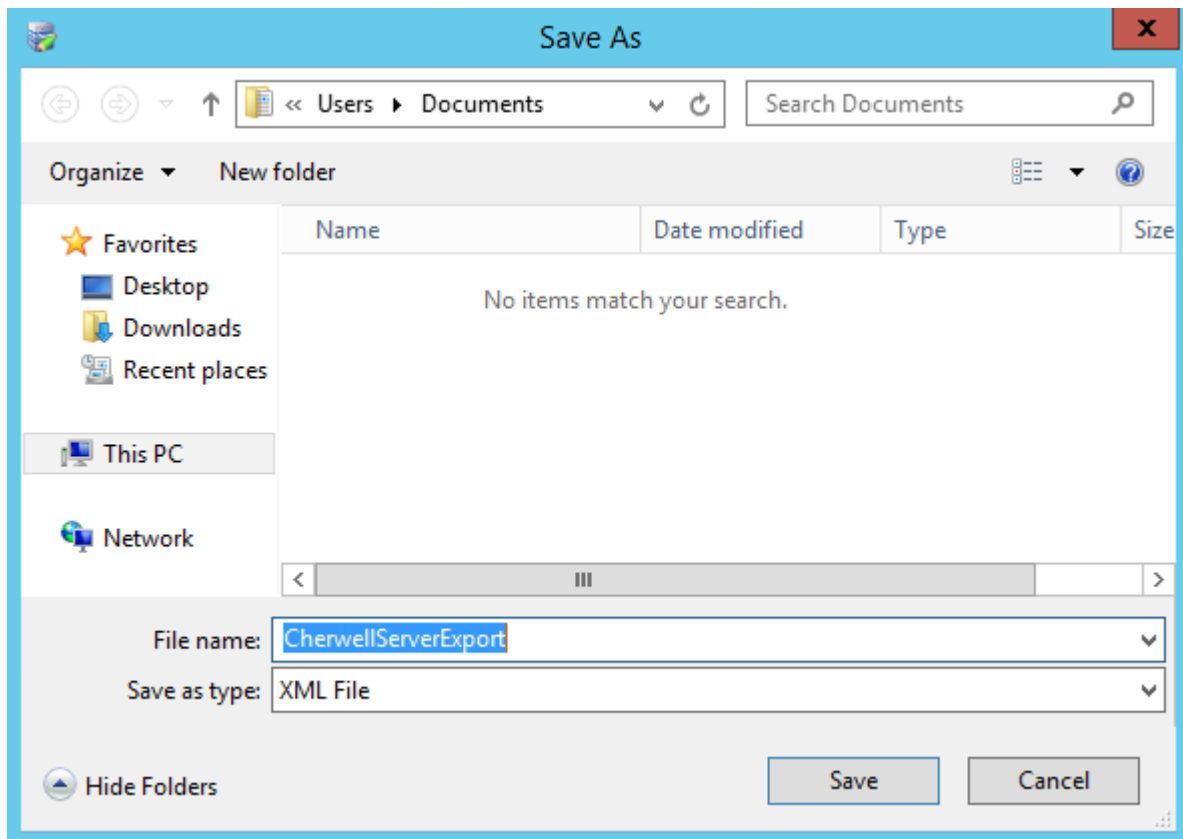 Save As
x
« Users Documents
Search Documents
Organize
New folder
?
Name
Date modified
Type
Size
Favorites
Desktop
Downloads
Recent places
This PC
Network
No items match your search.
File name: CherwellServerExport
Save as type: XML File
Hide Folders
Save
Cancel